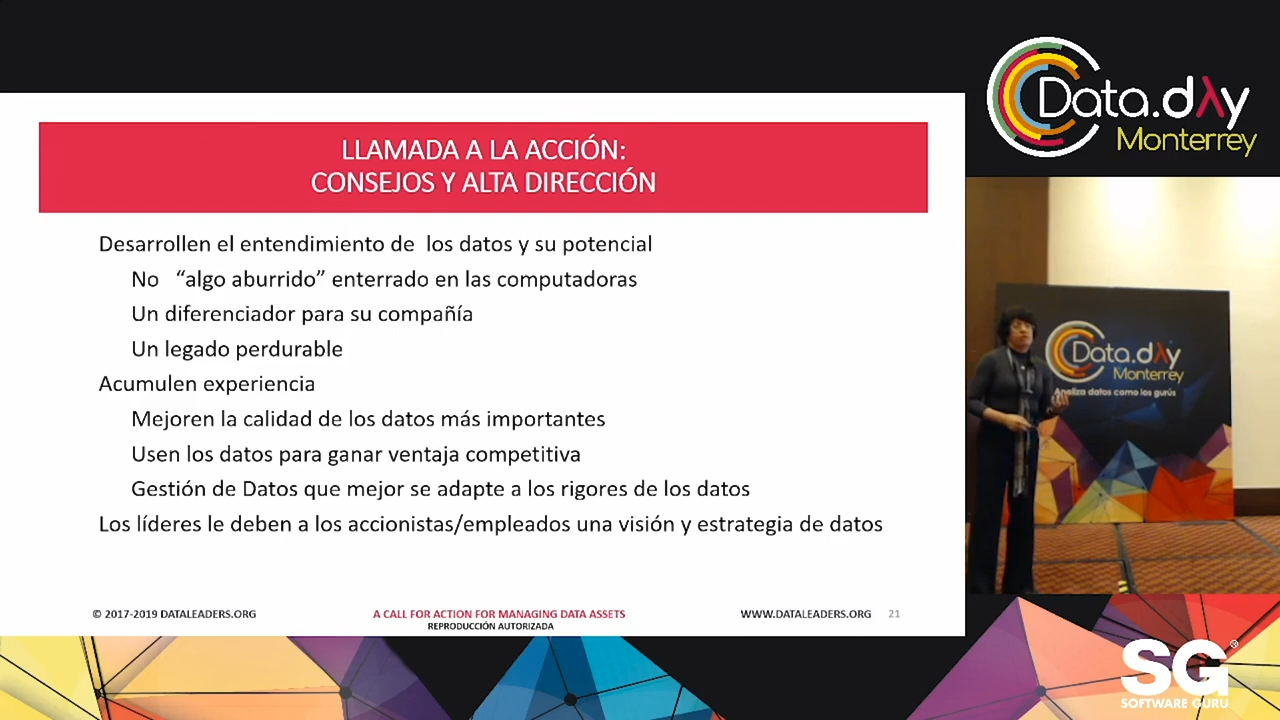 LLAMADA A LA ACCIÓN:
CONSEJOS Y ALTA DIRECCIÓN
Desarrollen el entendimiento de los datos y su potencial
No “algo aburrido” enterrado en las computadoras
Un diferenciador para su compañía
Un legado perdurable
Acumulen experiencia
Mejoren la calidad de los datos más importantes
Usen los datos para ganar ventaja competitiva
Gestión de Datos que mejor se adapte a los rigores de los datos
Los líderes le deben a los accionistas/empleados una visión y estrategia de datos
© 2017-2019 DATALEADERS.ORG
A CALL FOR ACTION FOR MANAGING DATA ASSETS
REPRODUCCIÓN AUTORIZADA
WWW.DATALEADERS.ORG 21
Data.dλy
Monterrey
Data.dλy
Monterrey
Analiza datos como los gurús
SG®
SOFTWARE GURU